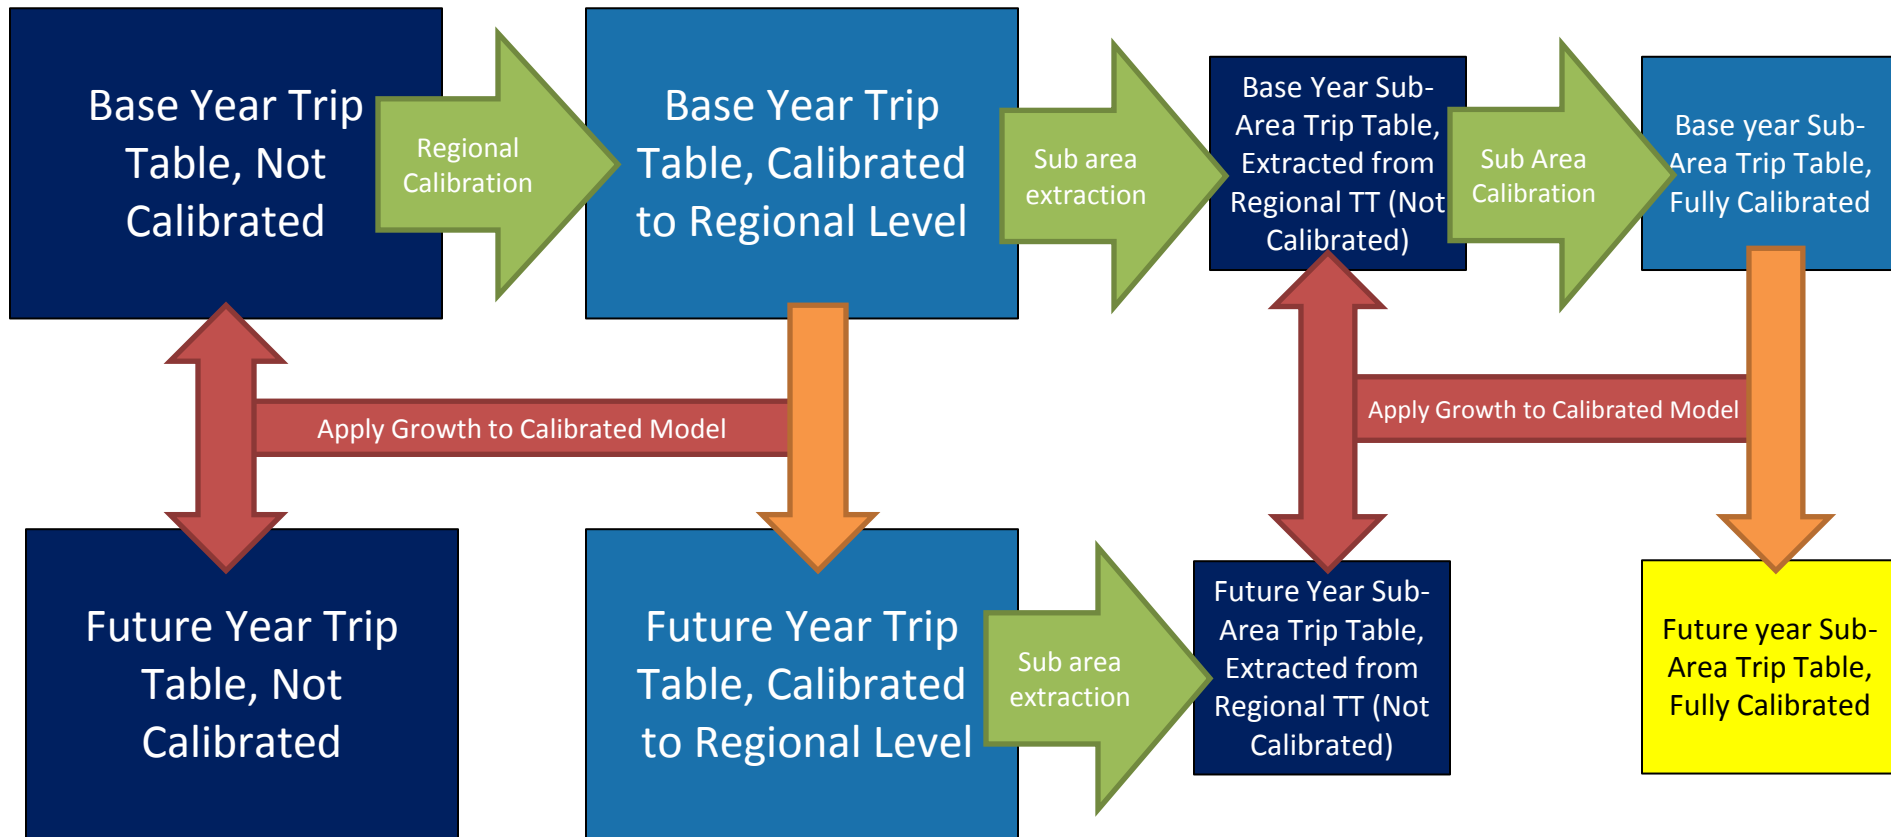 Base Year Trip
Table, Not
Calibrated
Regional
Calibration
Base Year Trip
Table, Calibrated
to Regional Level
Sub area
extraction
Base Year Sub-
Area Trip Table,
Extracted from
Regional TT (Not
Calibrated)
Sub Area
Calibration
Base year Sub-
Area Trip Table,
Fully Calibrated
Apply Growth to Calibrated Model
Apply Growth to Calibrated Model
Future Year Trip
Table, Not
Calibrated
Future Year Trip
Table, Calibrated
to Regional Level
Sub area
extraction
Future Year Sub-
Area Trip Table,
Extracted from
Regional TT (Not
Calibrated)
Future year Sub-
Area Trip Table,
Fully Calibrated